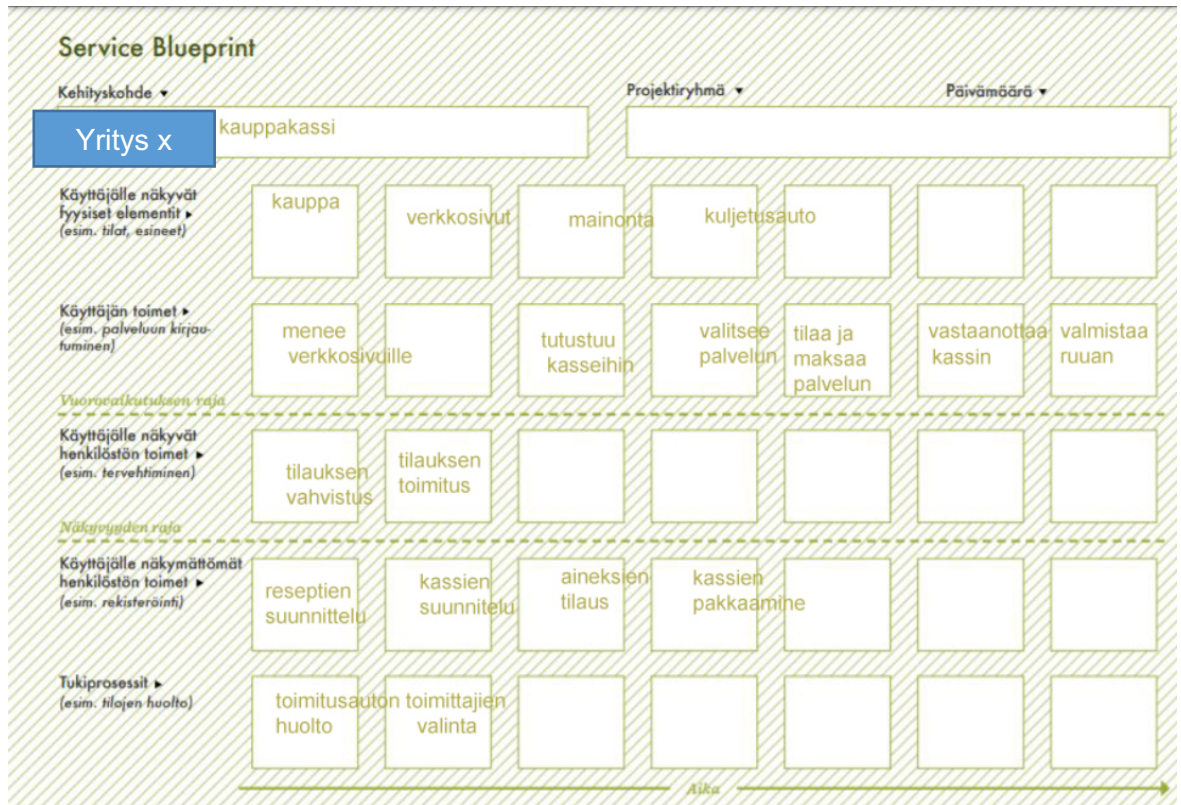 Service Blueprint
Kehityskohde ▾
Projektiryhmä ▾
Päivämäärä ▾
Yritys x
kauppakassi
Käyttäjälle näkyvät
fyysiset elementit ▸
(esim. tilat, esineet)
kauppa
verkkosivut
mainonta
kuljetusauto
Käyttäjän toimet ▸
(esim. palveluun kirjau-
tuminen)
menee
verkkosivuille
tutustuu
kasseihin
valitsee
palvelun
tilaa ja
maksaa
palvelun
vastaanottaa
kassin
valmistaa
ruuan
Vuorovaikutuksen raja
Käyttäjälle näkyvät
henkilöstön toimet ▸
(esim. tervehtiminen)
tilauksen
vahvistus
tilauksen
toimitus
Näkyvyyden raja
Käyttäjälle näkymättömät
henkilöstön toimet ▸
(esim. rekisteröinti)
reseptien
suunnittelu
kassien
suunnitelu
aineksien
tilaus
kassien
pakkaamine
Tukiprosessit ▸
(esim. tilojen huolto)
toimitusauton
huolto
toimittajien
valinta
Aika